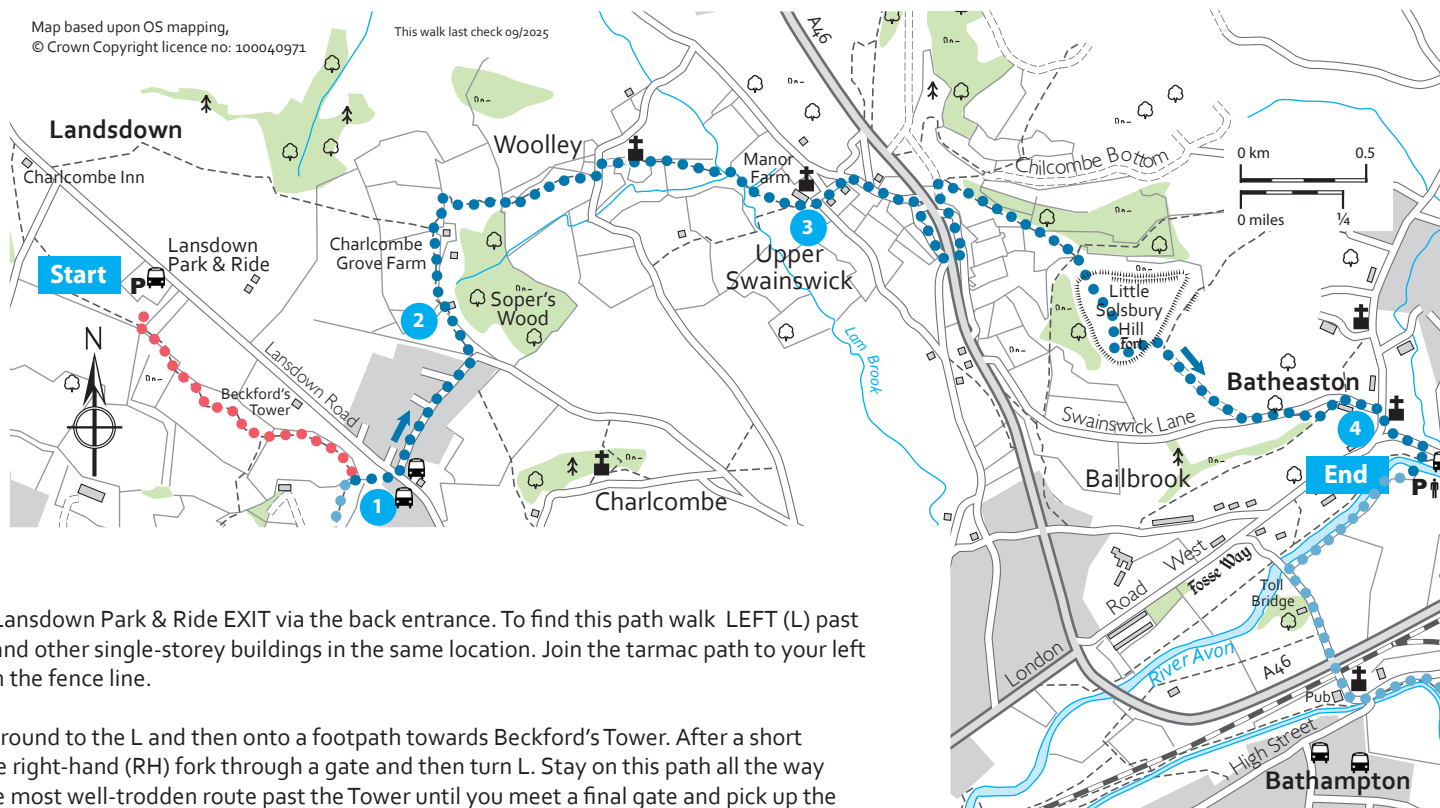 Map based upon OS mapping,
© Crown Copyright licence no: 100040971
This walk last check 09/2025
A46
Landsdown
Charlcombe Inn
Woolley
Manor
Farm
Chilcombe Bottom
0 km 0.5
0 miles ¼
Lansdown
Park & Ride
Start
P
Charlcombe
Grove Farm
3
Upper
Swainswick
2
Soper's
Wood
Little
Solsbury
Hill
Fort
N
Lansdown Road
Beckford's
Tower
Lam Brook
Batheaston
Swainswick Lane
4
1
Charlcombe
Bailbrook
End
P
London Road West
Fosse Way
Toll
Bridge
River Avon
A46
Pub
High Street
Bathampton
Lansdown Park & Ride EXIT via the back entrance. To find this path walk LEFT (L) past
and other single-storey buildings in the same location. Join the tarmac path to your left
the fence line.
round to the L and then onto a footpath towards Beckford's Tower. After a short
right-hand (RH) fork through a gate and then turn L. Stay on this path all the way
most well-trodden route past the Tower until you meet a final gate and pick up the